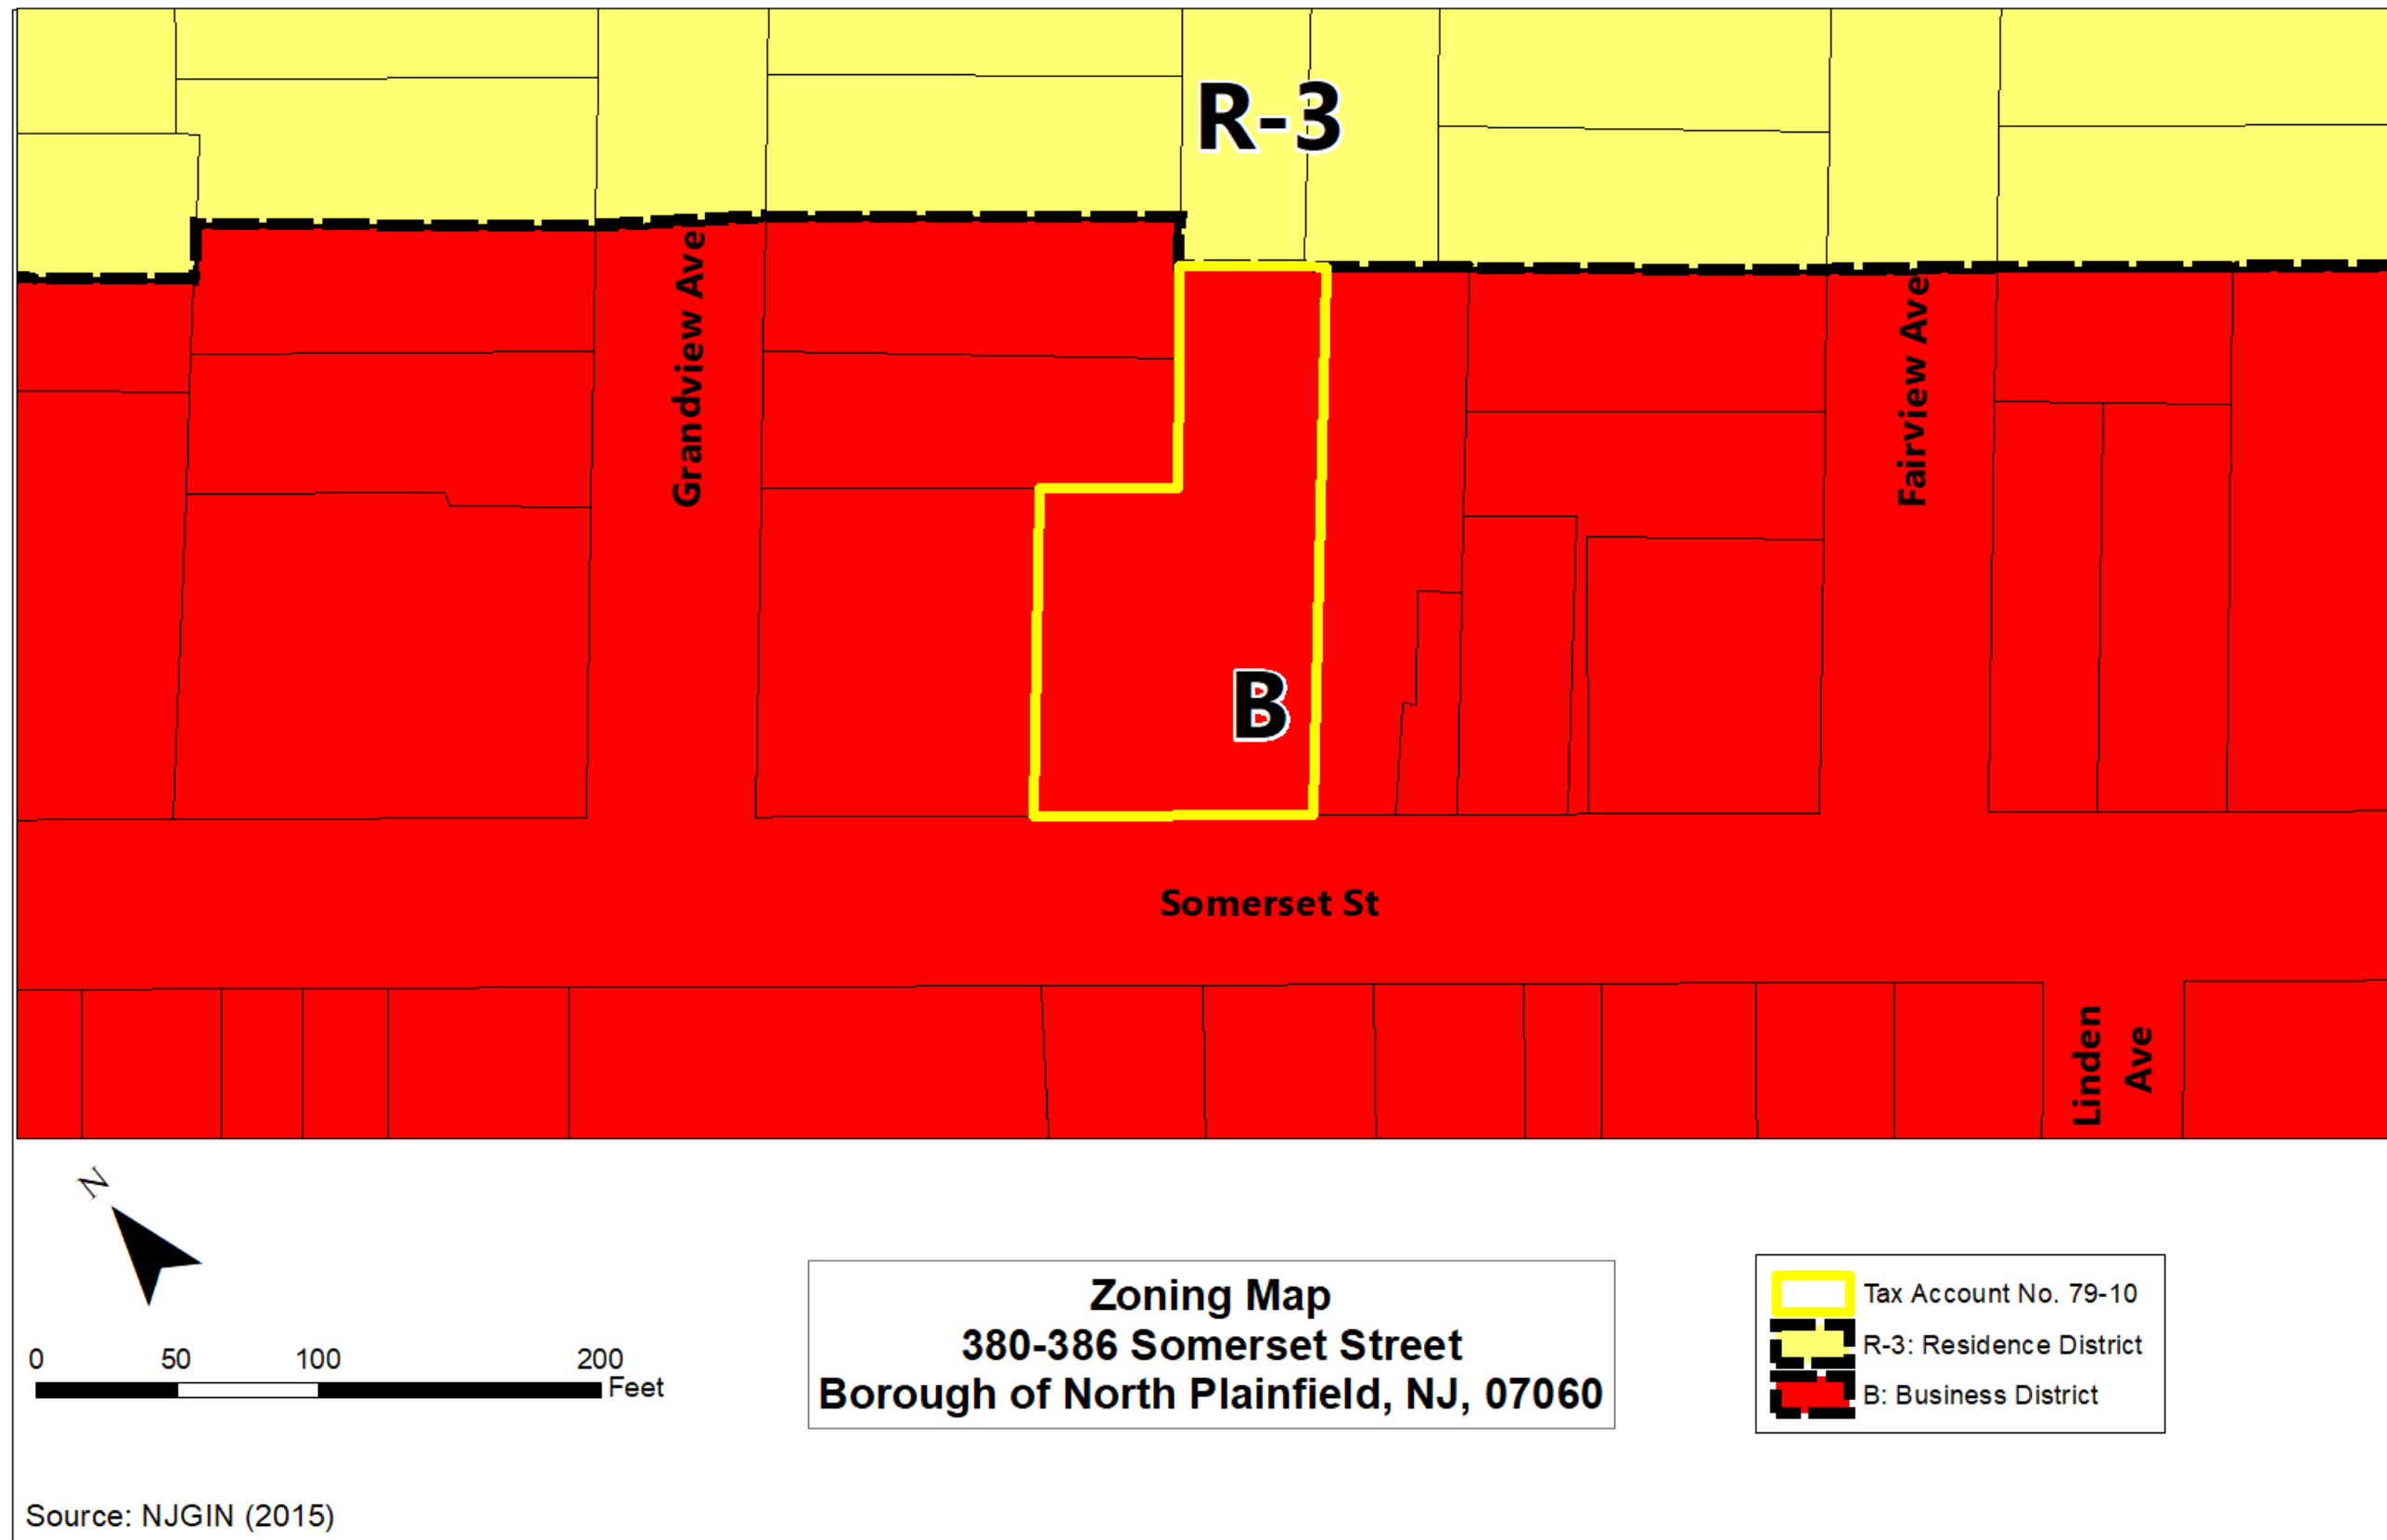 R-3
Grandview Ave
Fairview Ave
B
Somerset St
Linden
Ave
N
0 50 100 200
Feet
Zoning Map
380-386 Somerset Street
Borough of North Plainfield, NJ, 07060
Tax Account No. 79-10
R-3: Residence District
B: Business District
Source: NJGIN (2015)